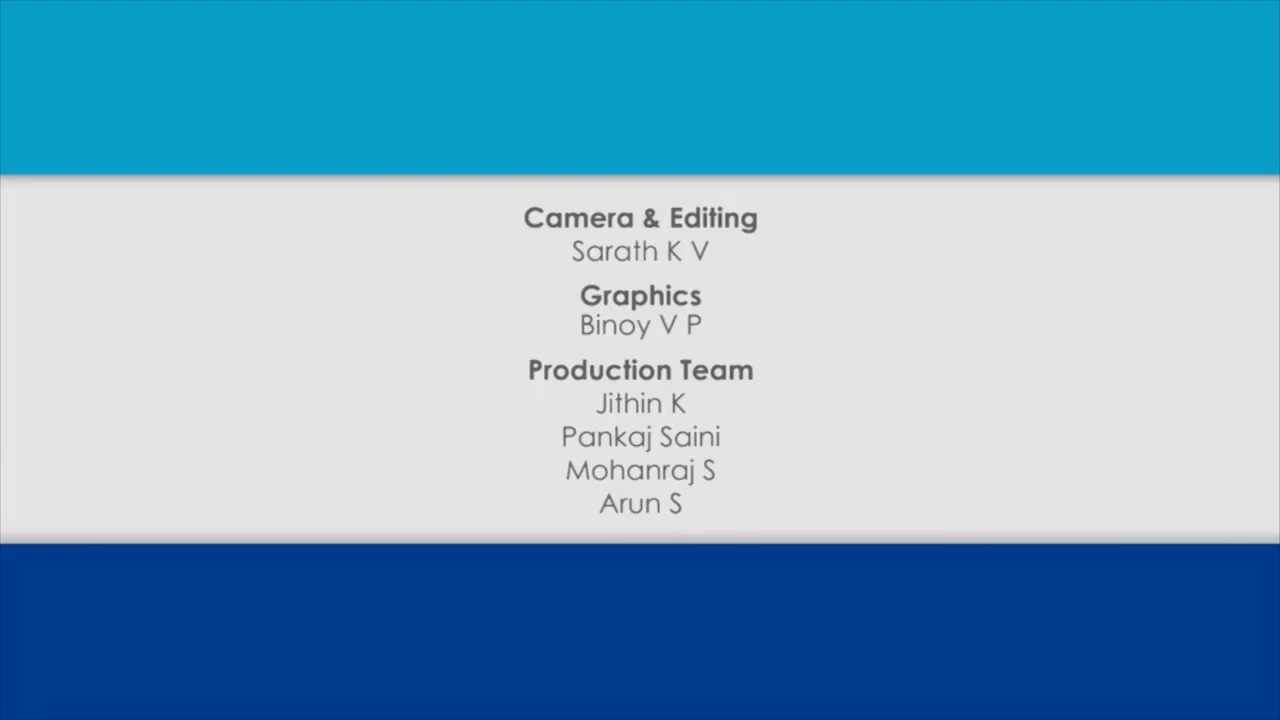 Camera & Editing
Sarath K V
Graphics
Binoy V P
Production Team
Jithin K
Pankaj Saini
Mohanraj S
Arun S